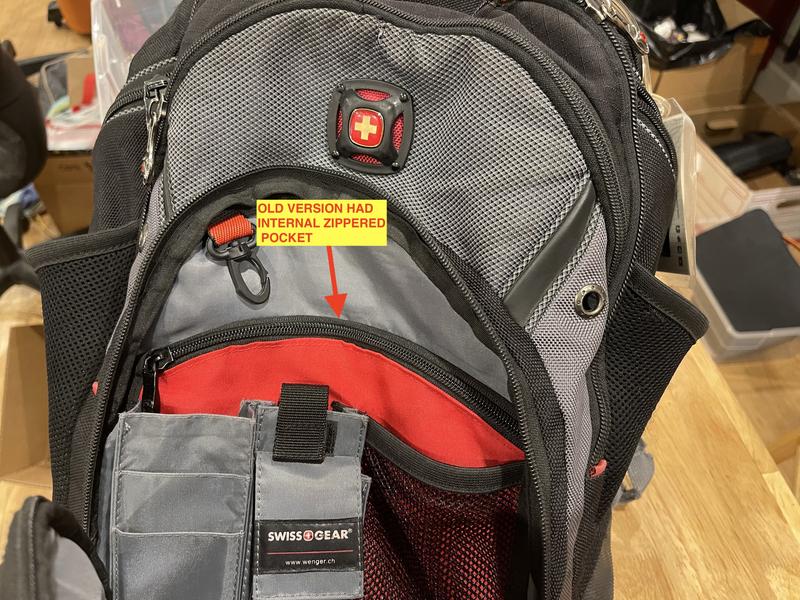 OLD VERSION HAD
INTERNAL ZIPPERED
POCKET
SWISSGEAR®
www.wenger.ch